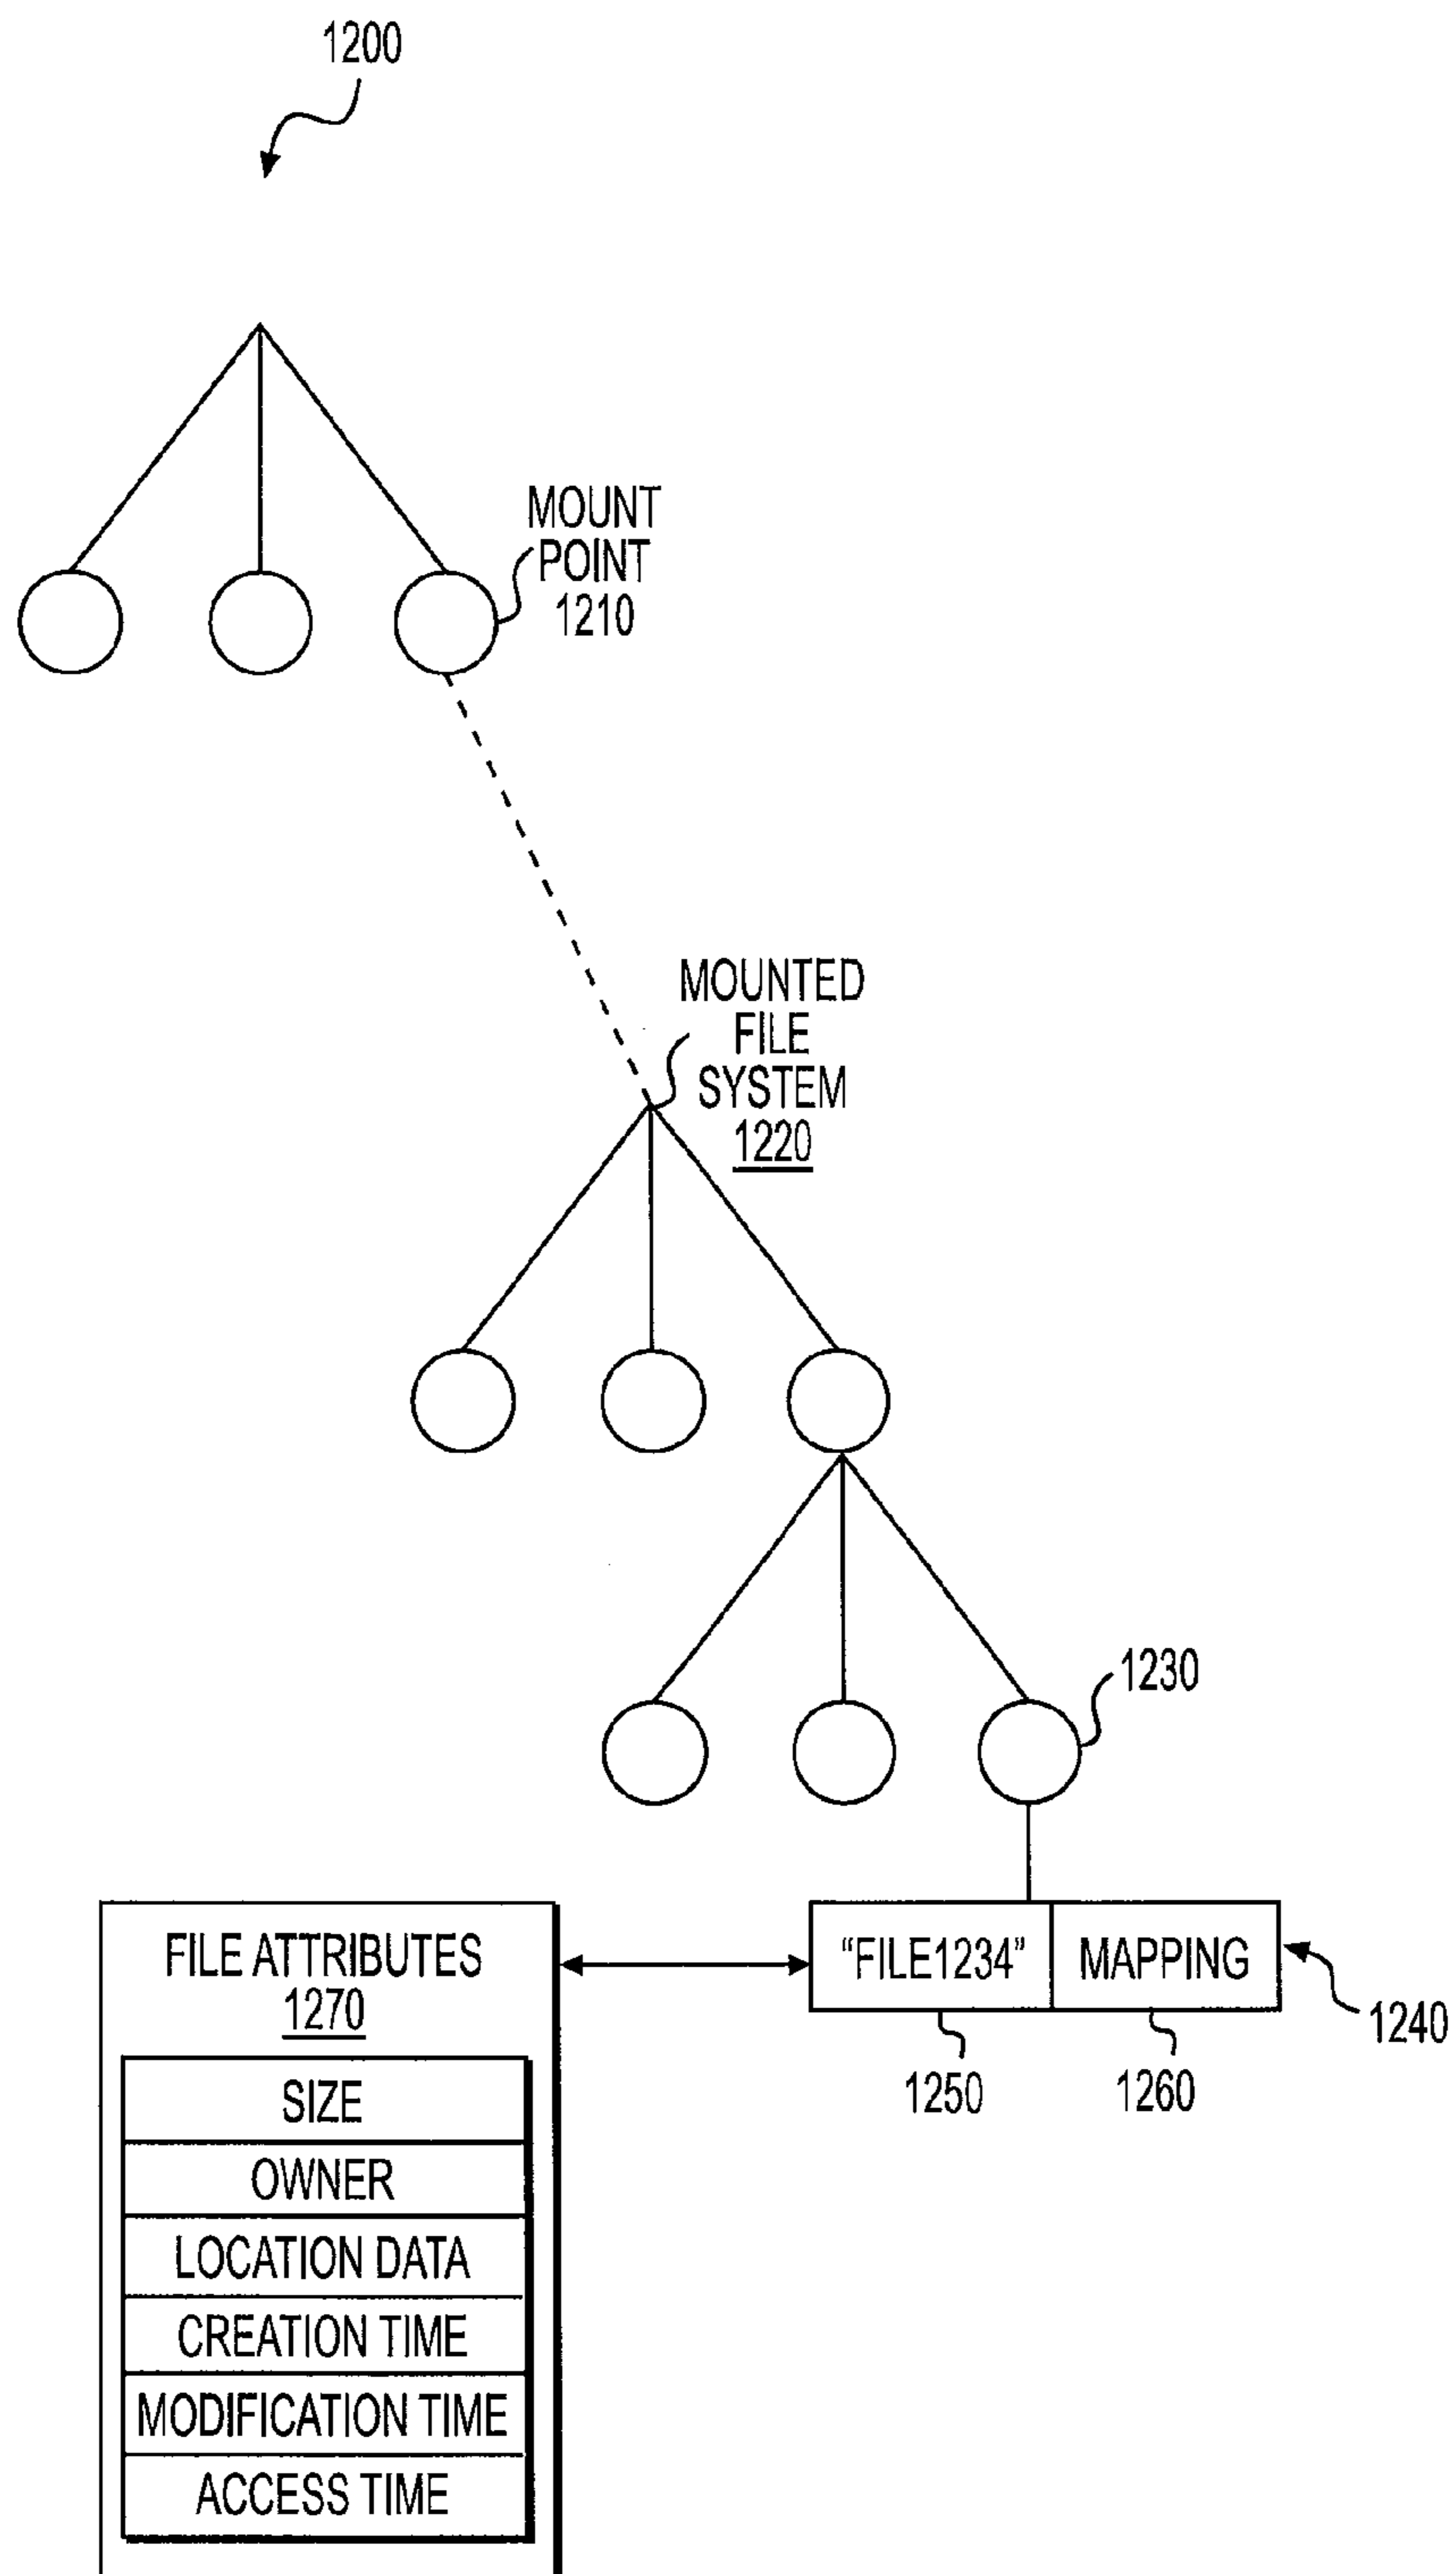 1200
MOUNT
POINT
1210
MOUNTED
FILE
SYSTEM
1220
1230
FILE ATTRIBUTES
1270
"FILE1234"
MAPPING
1240
1250
1260
SIZE
OWNER
LOCATION DATA
CREATION TIME
MODIFICATION TIME
ACCESS TIME